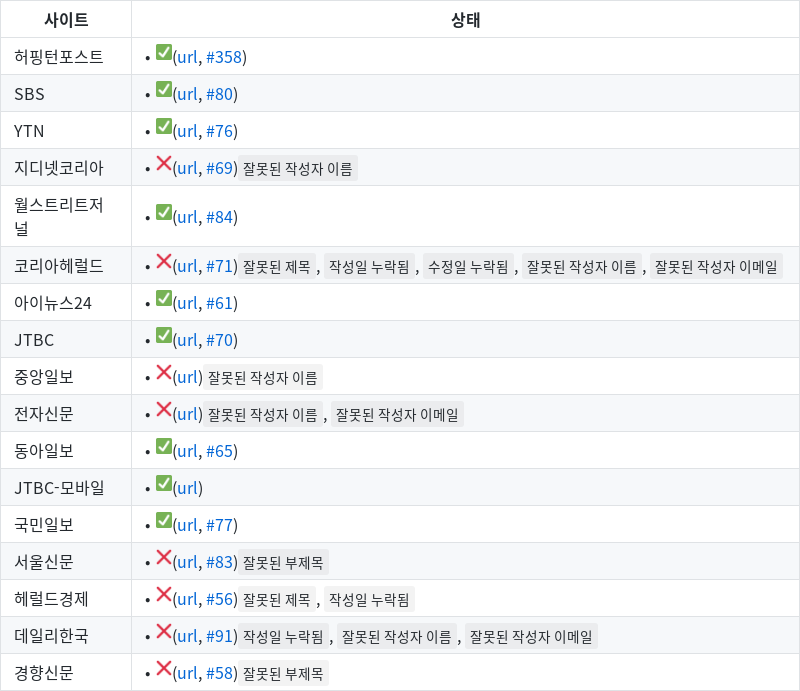 사이트 상태
허핑턴포스트 • ✅(url, #358)
SBS • ✅(url, #80)
YTN • ✅(url, #76)
지디넷코리아 • ❌(url, #69) 잘못된 작성자 이름
월스트리트저
널 • ✅(url, #84)
코리아헤럴드 • ❌(url, #71) 잘못된 제목 , 작성일 누락됨 , 수정일 누락됨 , 잘못된 작성자 이름 , 잘못된 작성자 이메일
아이뉴스24 • ✅(url, #61)
JTBC • ✅(url, #70)
중앙일보 • ❌(url) 잘못된 작성자 이름
전자신문 • ❌(url) 잘못된 작성자 이름 , 잘못된 작성자 이메일
동아일보 • ✅(url, #65)
JTBC-모바일 • ✅(url)
국민일보 • ✅(url, #77)
서울신문 • ❌(url, #83) 잘못된 부제목
헤럴드경제 • ❌(url, #56) 잘못된 제목 , 작성일 누락됨
데일리한국 • ❌(url, #91) 작성일 누락됨 , 잘못된 작성자 이름 , 잘못된 작성자 이메일
경향신문 • ❌(url, #58) 잘못된 부제목